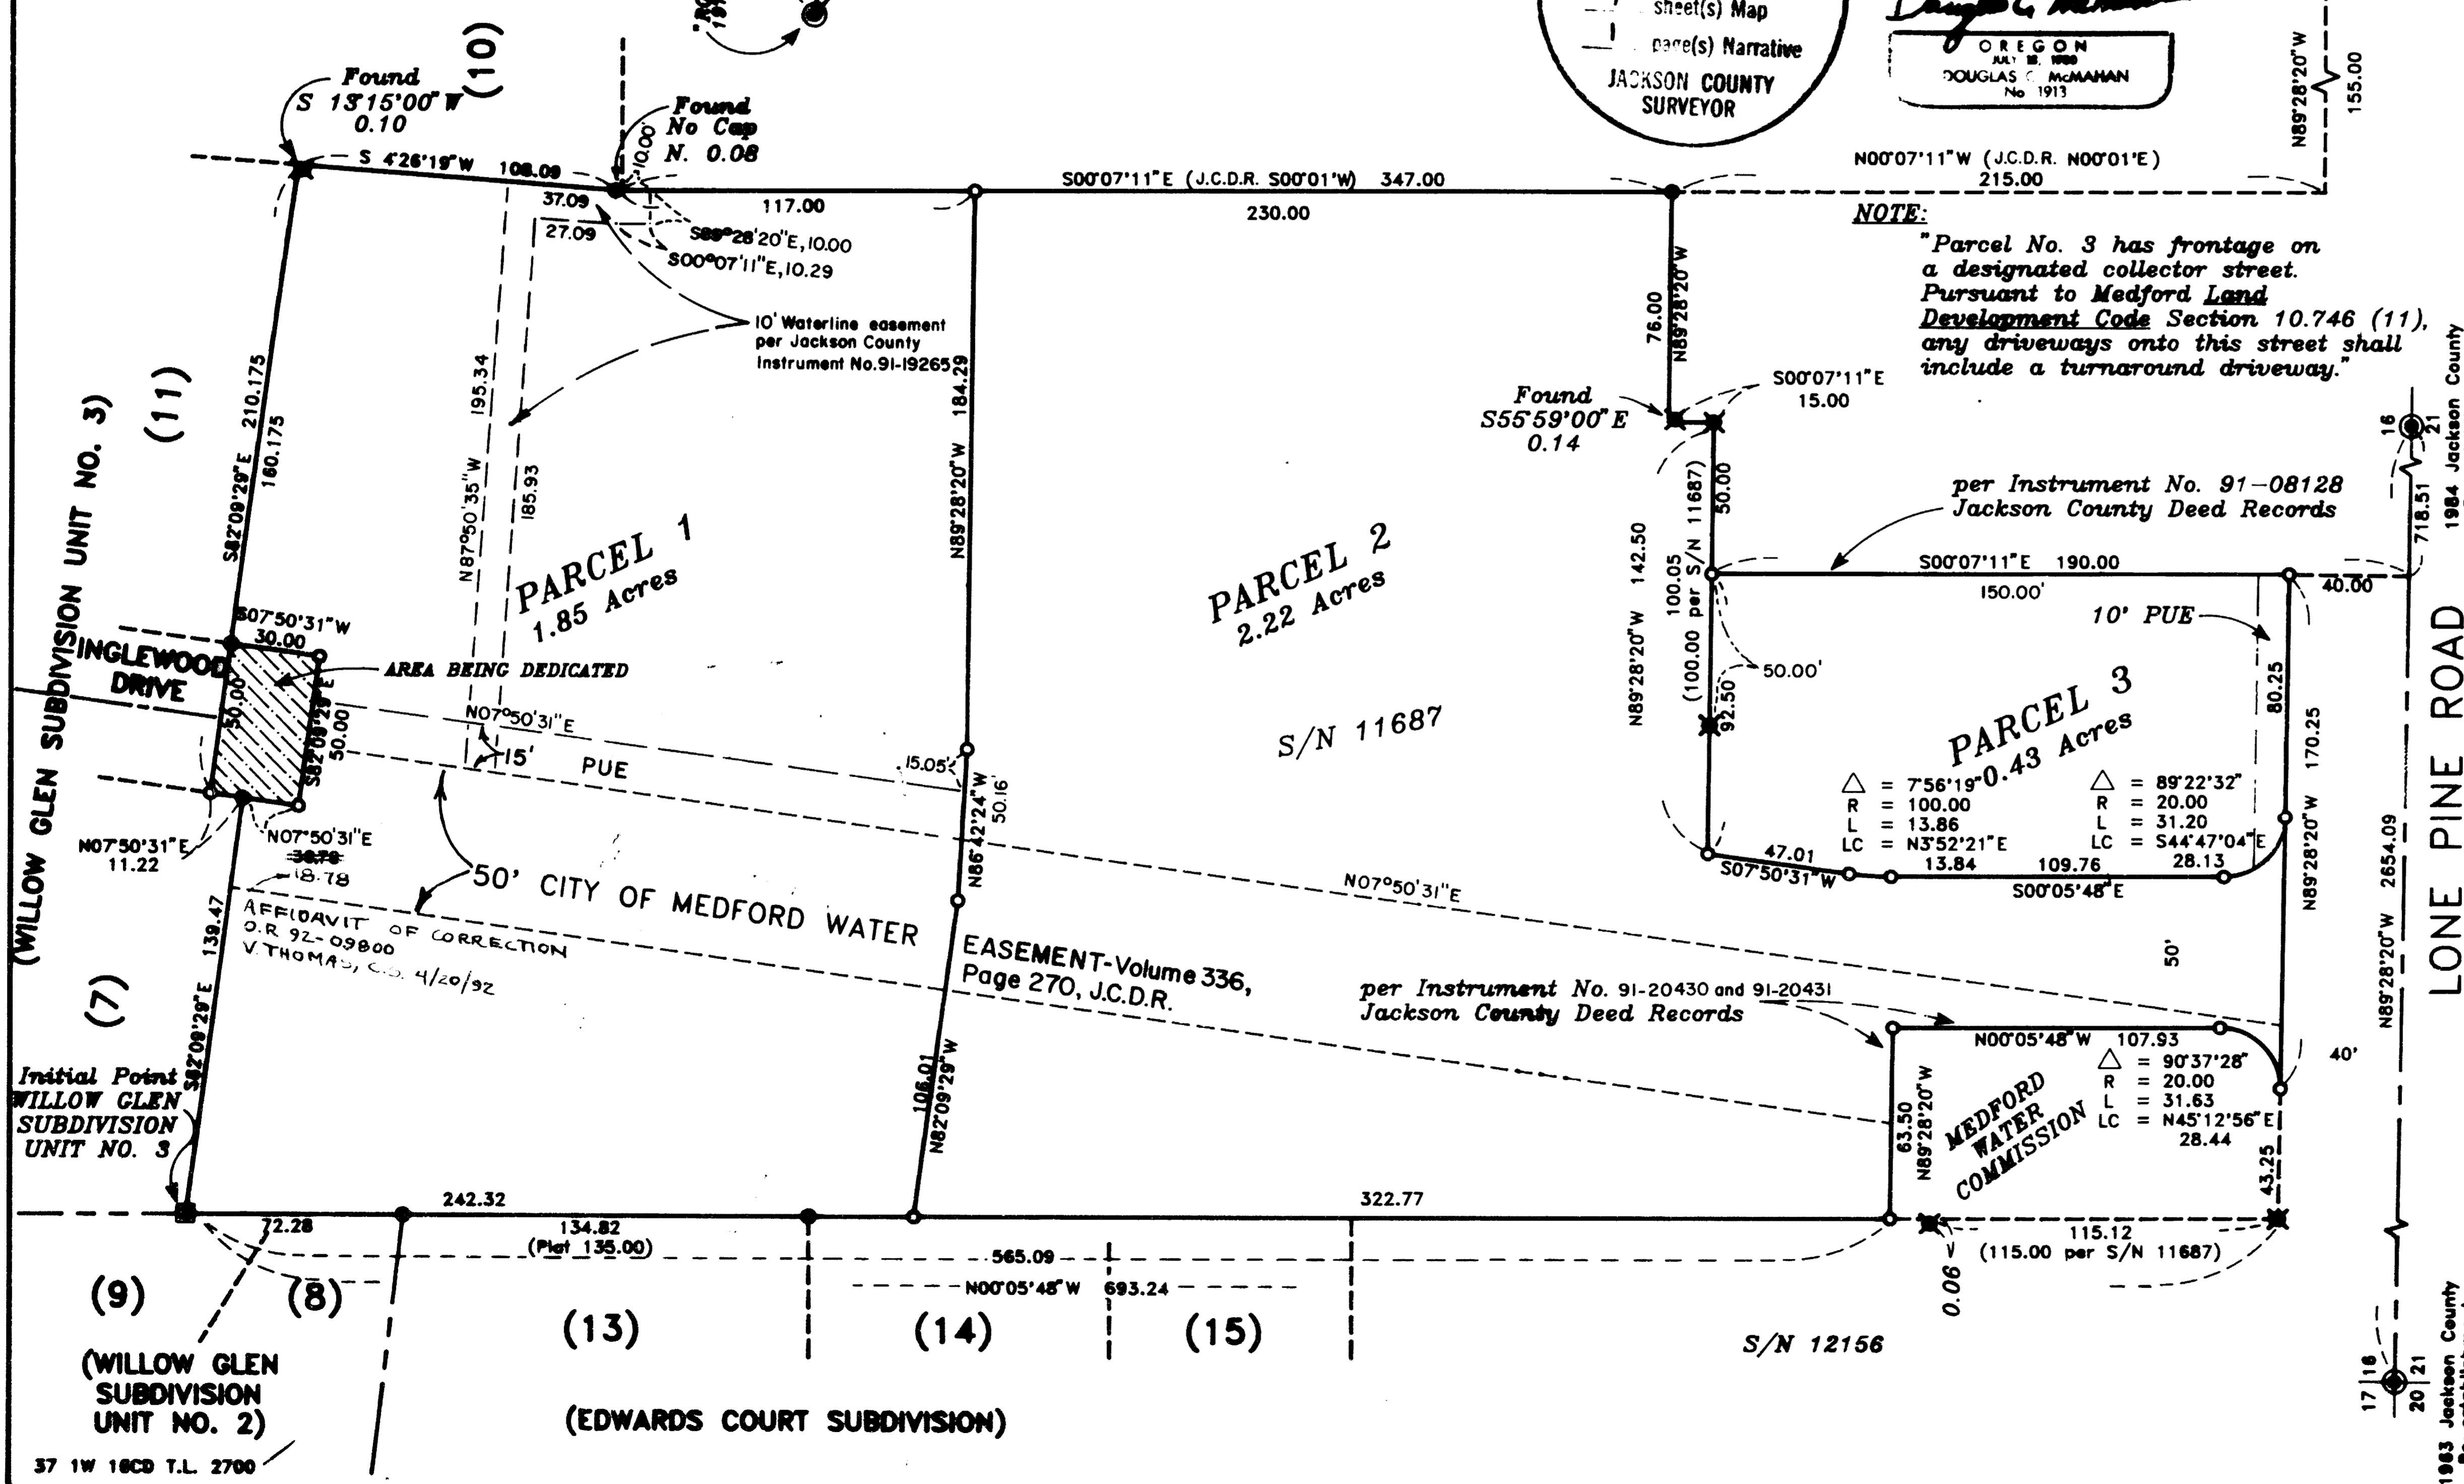 (10)
Found
S 13°15'00" W
0.10
Found
No Cap
N. 0.08
10.00'
S 4°26'19" W 108.09
37.09
27.09
117.00
S89°28'20"E, 10.00
S00°07'11"E, 10.29
S00°07'11"E (J.C.D.R. S00°01'W) 347.00
230.00
sheet(s) Map
page(s) Narrative
JACKSON COUNTY
SURVEYOR
OREGON
DOUGLAS McMAHAN
No 1913
N89°28'20"W
155.00
N00°07'11"W (J.C.D.R. N00°01'E)
215.00
NOTE:
"Parcel No. 3 has frontage on
a designated collector street.
Pursuant to Medford Land
Development Code Section 10.746 (11),
any driveways onto this street shall
include a turnaround driveway."
10' Waterline easement
per Jackson County
Instrument No.91-19265
(11)
(WILLOW GLEN SUBDIVISION UNIT NO. 3)
S82°09'29"E 210.175
160.175
N87°50'35"W 195.34
185.93
N89°28'20"W 184.29
PARCEL 1
1.85 Acres
PARCEL 2
2.22 Acres
S/N 11687
76.00
N89°28'20"W
Found
S55°59'00"E
0.14
S00°07'11"E
15.00
N89°28'20"W 142.50
100.05
(100.00 per S/N 11687)
50.00
92.50
50.00'
per Instrument No. 91-08128
Jackson County Deed Records
S00°07'11"E 190.00
150.00'
40.00
10' PUE
16
21
718.51
1984 Jackson County
PARCEL 3
0.43 Acres
80.25
N89°28'20"W 170.25
△ = 7°56'19"
R = 100.00
L = 13.86
LC = N3°52'21"E
13.84
△ = 89°22'32"
R = 20.00
L = 31.20
LC = S44°47'04"E
28.13
47.01
S07°50'31"W
109.76
S00°05'48"E
N89°28'20"W 2654.09
LONE PINE ROAD
S07°50'31"W
30.00
INGLEWOOD
DRIVE
AREA BEING DEDICATED
50.00
S82°09'29"E
50.00
N07°50'31"E
15'
PUE
15.05'
N86°42'24"W
50.16'
N07°50'31"E
11.22
N07°50'31"E
38.78
18.78
50' CITY OF MEDFORD WATER
EASEMENT-Volume 336,
Page 270, J.C.D.R.
N07°50'31"E
AFFIDAVIT OF CORRECTION
O.R 92-09800
V. THOMAS, C.S. 4/20/92
(7)
S82°09'29"E 139.47
106.01
N82°09'29"W
50'
per Instrument No. 91-20430 and 91-20431
Jackson County Deed Records
N00°05'48"W 107.93
△ = 90°37'28"
R = 20.00
L = 31.63
LC = N45°12'56"E
28.44
40'
63.50
N89°28'20"W
MEDFORD
WATER
COMMISSION
43.25
Initial Point
WILLOW GLEN
SUBDIVISION
UNIT NO. 3
242.32
322.77
72.28
134.82
(Plat 135.00)
565.09
N00°05'48"W 693.24
115.12
(115.00 per S/N 11687)
0.06
(9)
(8)
(13)
(14)
(15)
S/N 12156
(WILLOW GLEN
SUBDIVISION
UNIT NO. 2)
(EDWARDS COURT SUBDIVISION)
37 1W 16CD T.L. 2700
17 16
20 21
1983 Jackson County